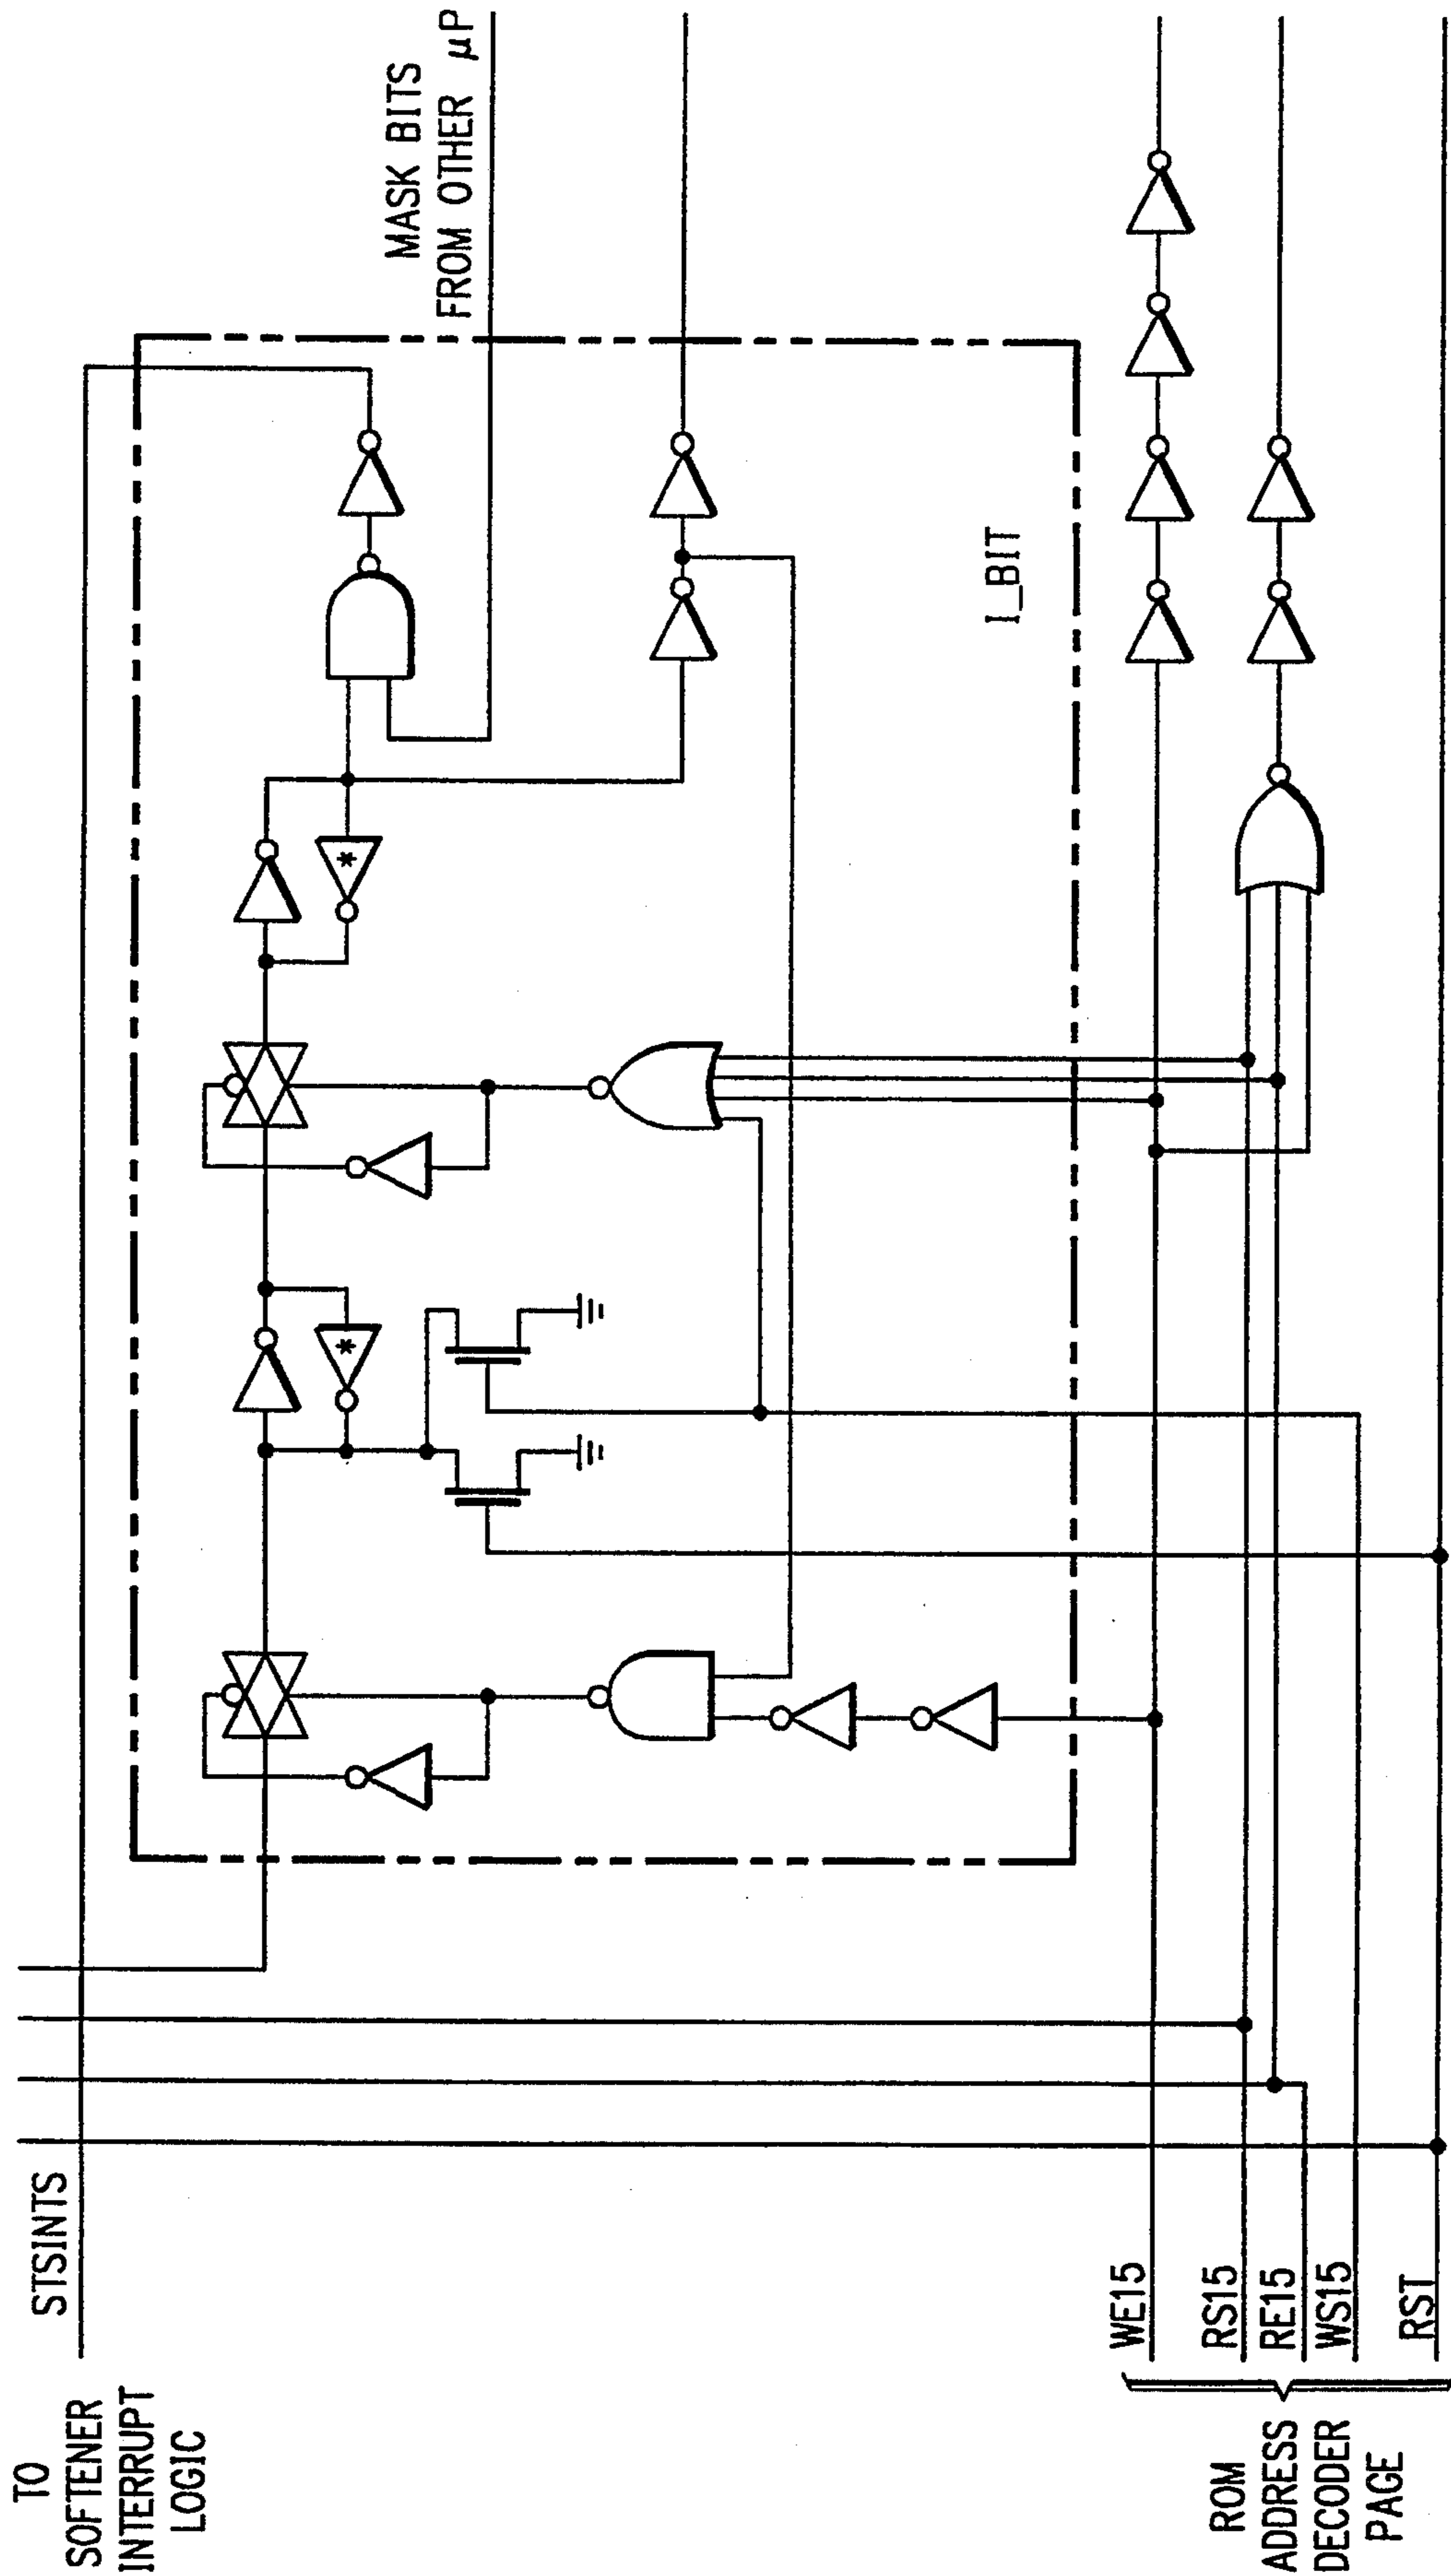 TO
SOFTENER
INTERRUPT
LOGIC
STSINTS
MASK BITS
FROM OTHER μP
I_BIT
*
*
WE15
RS15
RE15
WS15
RST
ROM
ADDRESS
DECODER
PAGE